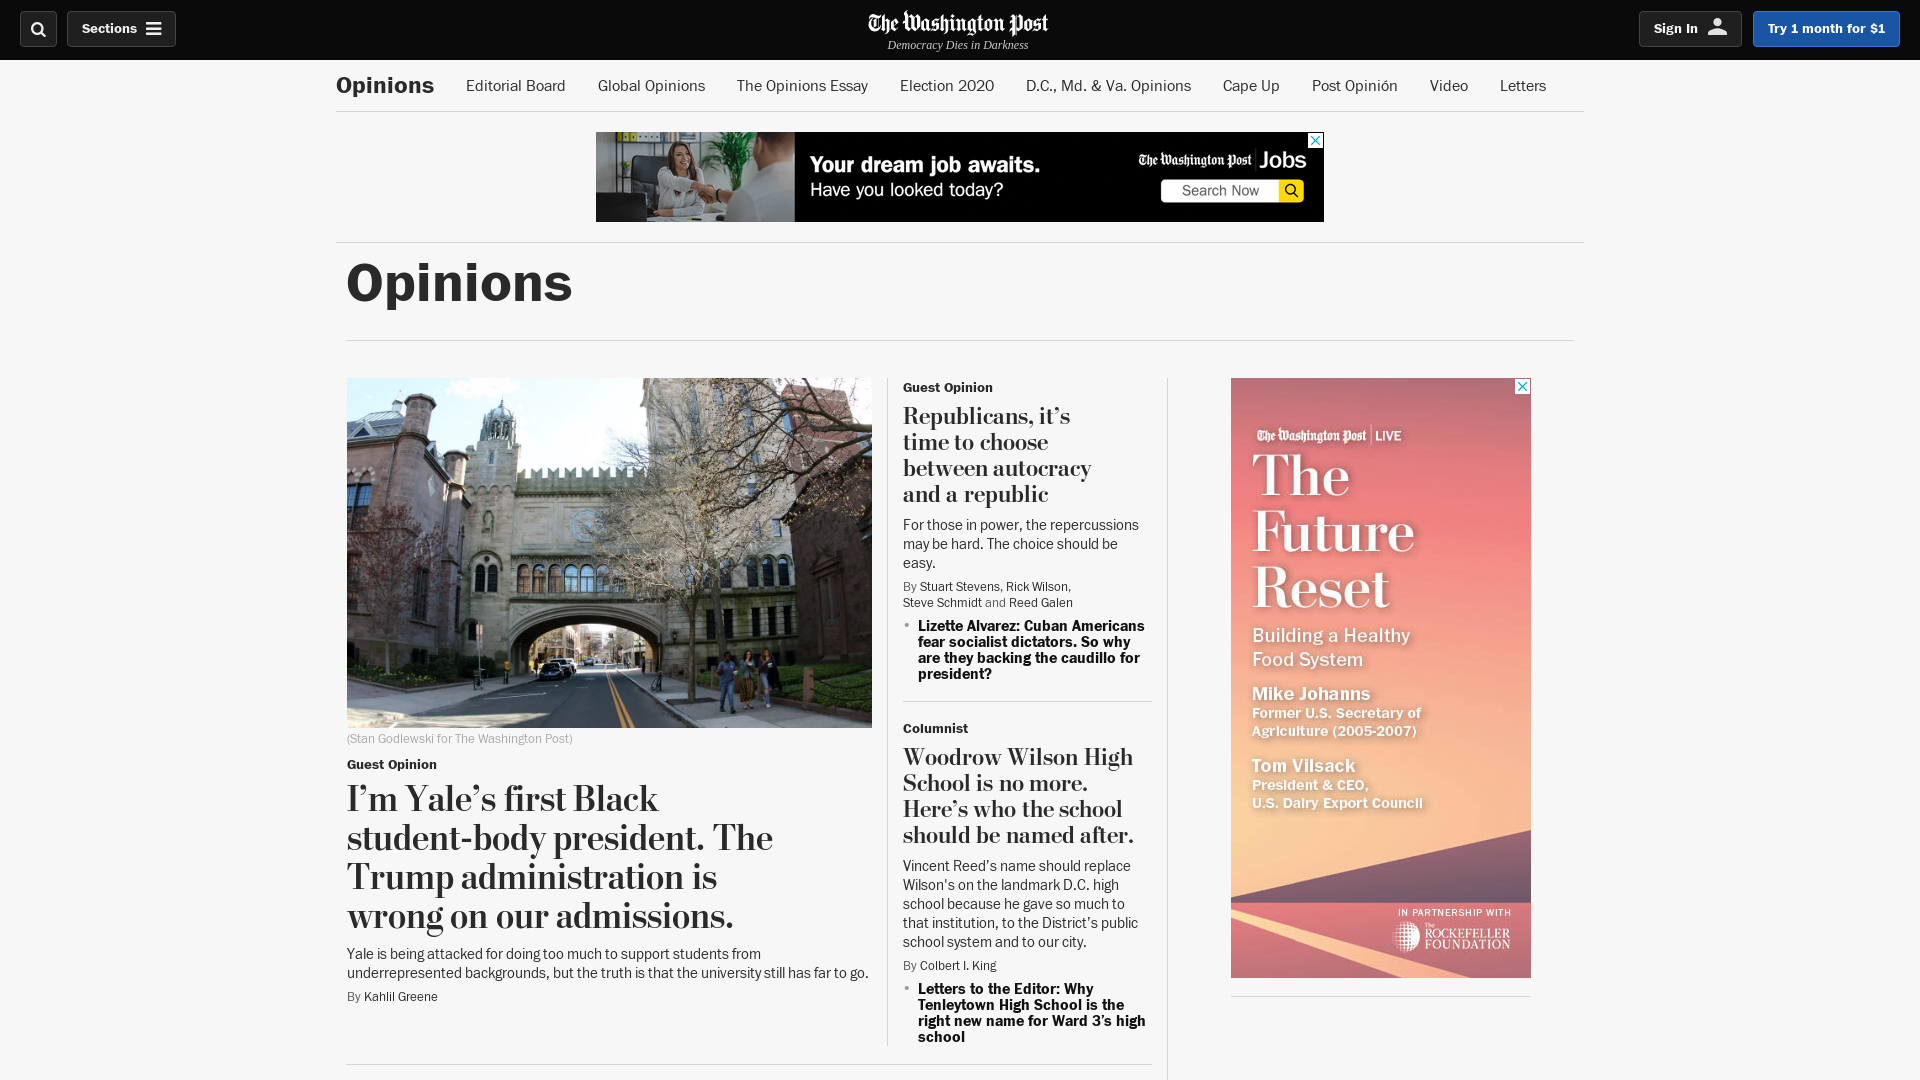 Sections
The Washington Post
Democracy Dies in Darkness
Sign In
Try 1 month for $1
Opinions
Editorial Board
Global Opinions
The Opinions Essay
Election 2020
D.C., Md. & Va. Opinions
Cape Up
Post Opinión
Video
Letters
Your dream job awaits.
Have you looked today?
The Washington Post Jobs
Search Now
Opinions
(Stan Godlewski for The Washington Post)
Guest Opinion
I’m Yale’s first Black
student-body president. The
Trump administration is
wrong on our admissions.
Yale is being attacked for doing too much to support students from
underrepresented backgrounds, but the truth is that the university still has far to go.
By Kahlil Greene
Guest Opinion
Republicans, it’s
time to choose
between autocracy
and a republic
For those in power, the repercussions
may be hard. The choice should be
easy.
By Stuart Stevens, Rick Wilson,
Steve Schmidt and Reed Galen
• Lizette Alvarez: Cuban Americans
fear socialist dictators. So why
are they backing the caudillo for
president?
Columnist
Woodrow Wilson High
School is no more.
Here’s who the school
should be named after.
Vincent Reed’s name should replace
Wilson's on the landmark D.C. high
school because he gave so much to
that institution, to the District’s public
school system and to our city.
By Colbert I. King
• Letters to the Editor: Why
Tenleytown High School is the
right new name for Ward 3’s high
school
The Washington Post LIVE
The
Future
Reset
Building a Healthy
Food System
Mike Johanns
Former U.S. Secretary of
Agriculture (2005-2007)
Tom Vilsack
President & CEO,
U.S. Dairy Export Council
IN PARTNERSHIP WITH
The
ROCKEFELLER
FOUNDATION